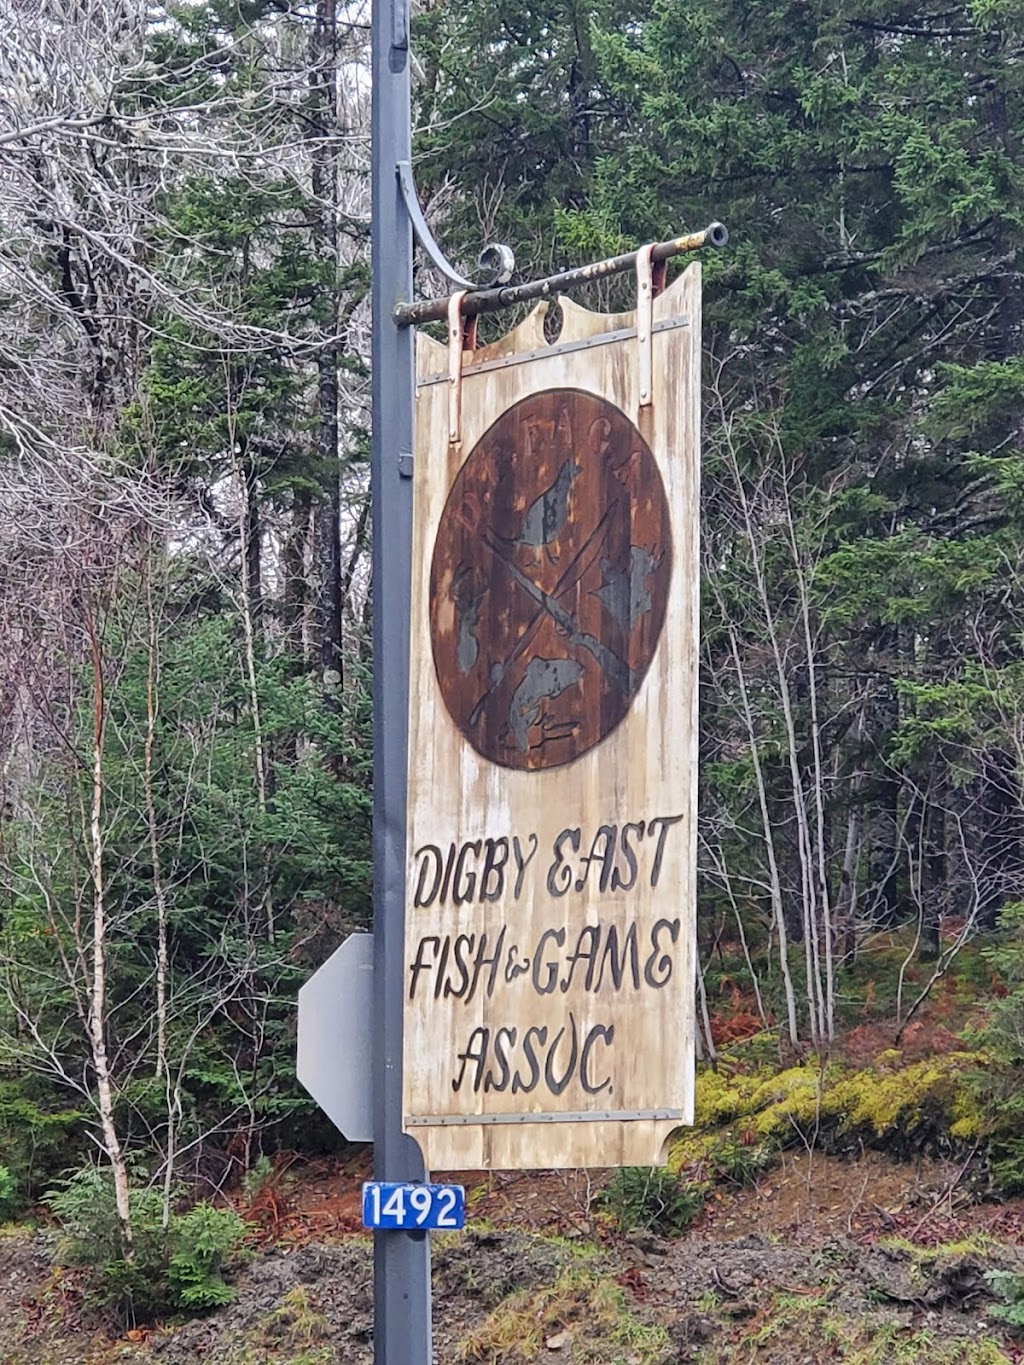 D.E.F.A.G.A.
DIGBY EAST
FISH & GAME
ASSOC.
1492